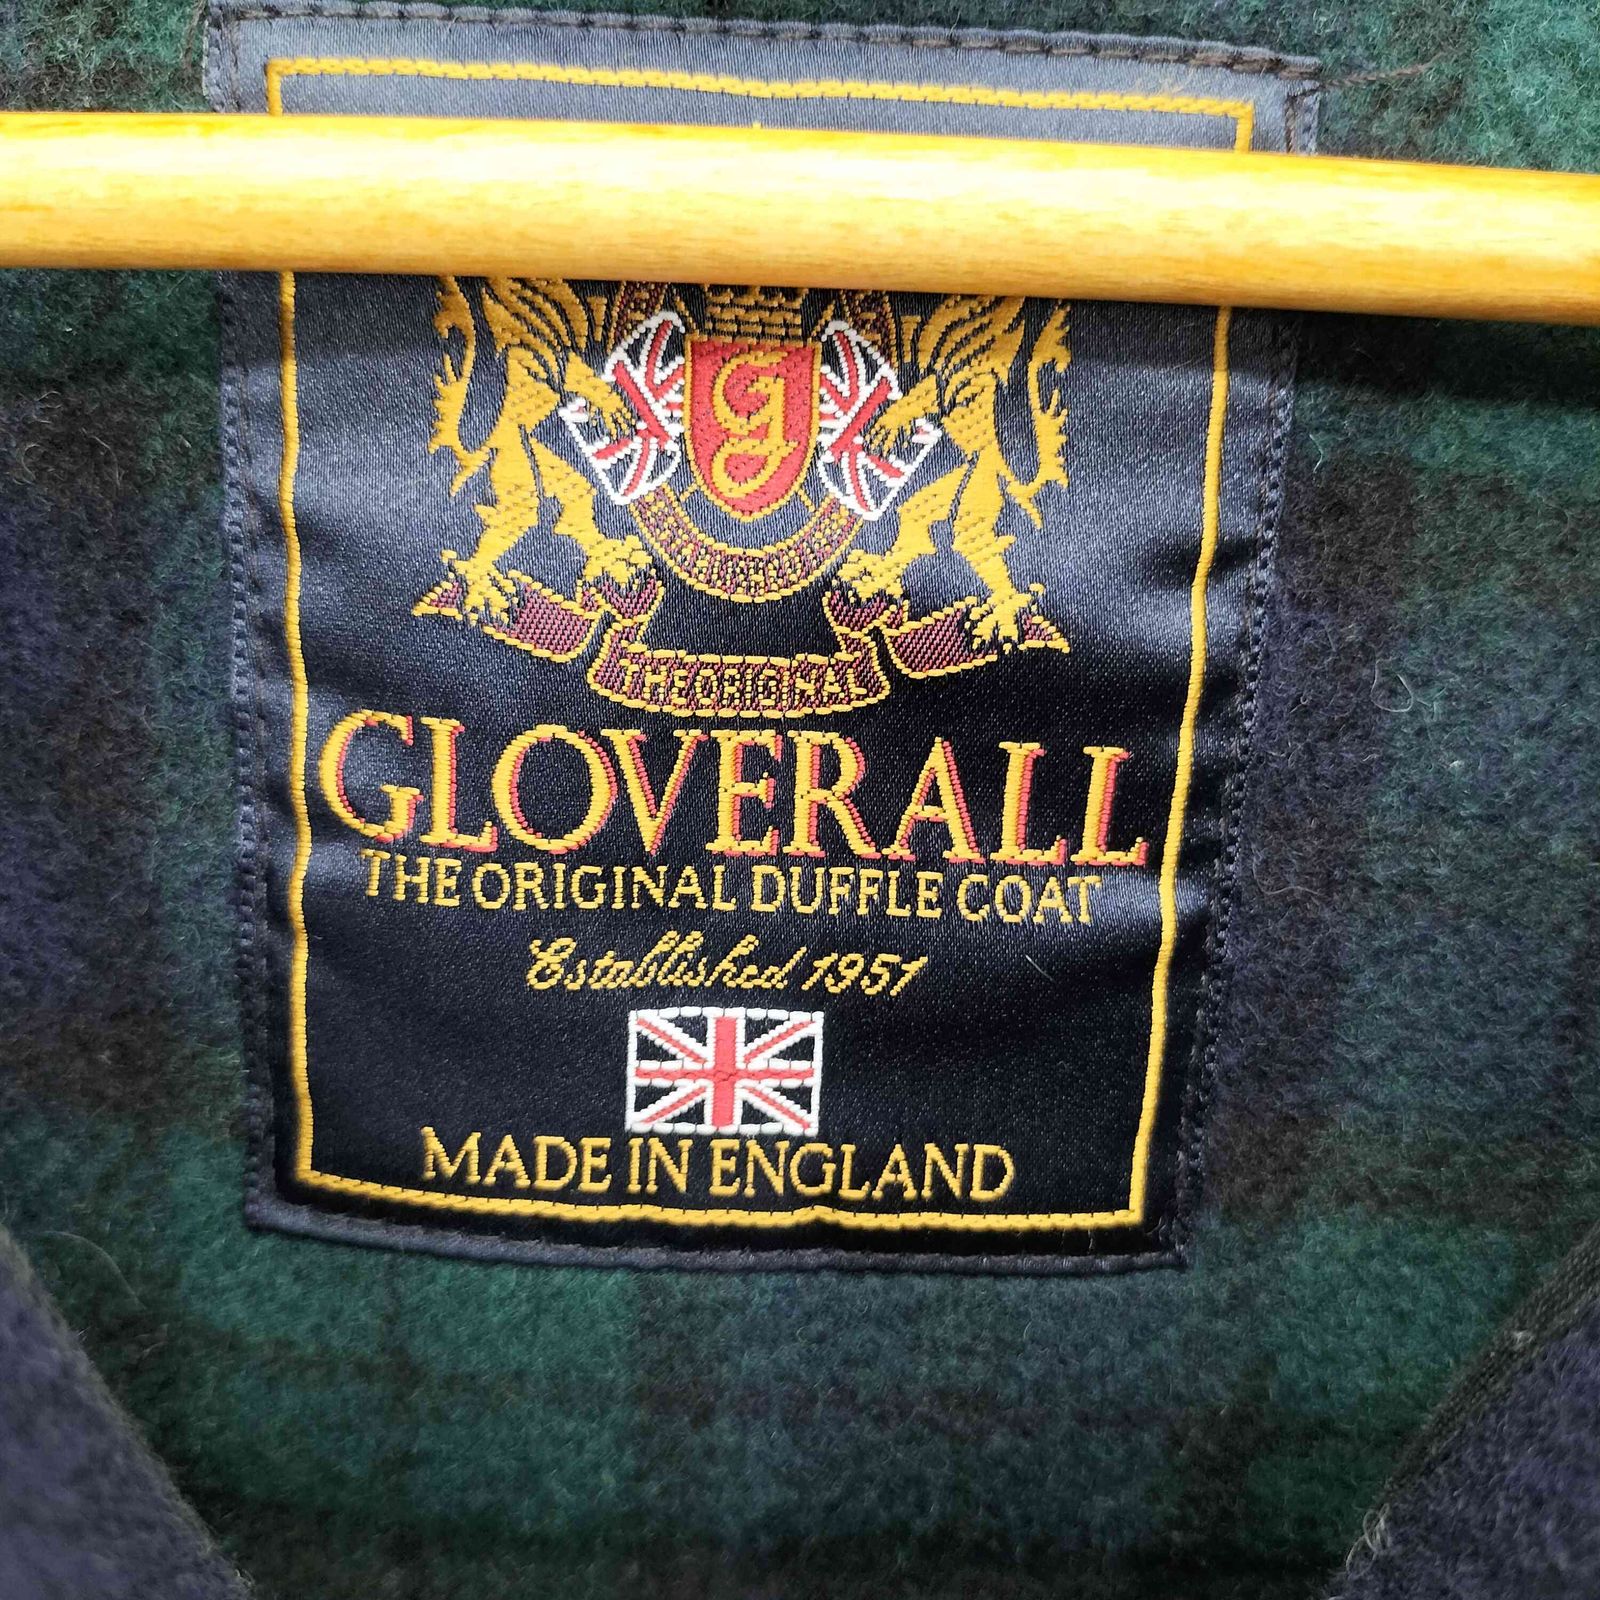 G
THE ORIGINAL
GLOVERALL
THE ORIGINAL DUFFLE COAT
Established 1951
MADE IN ENGLAND